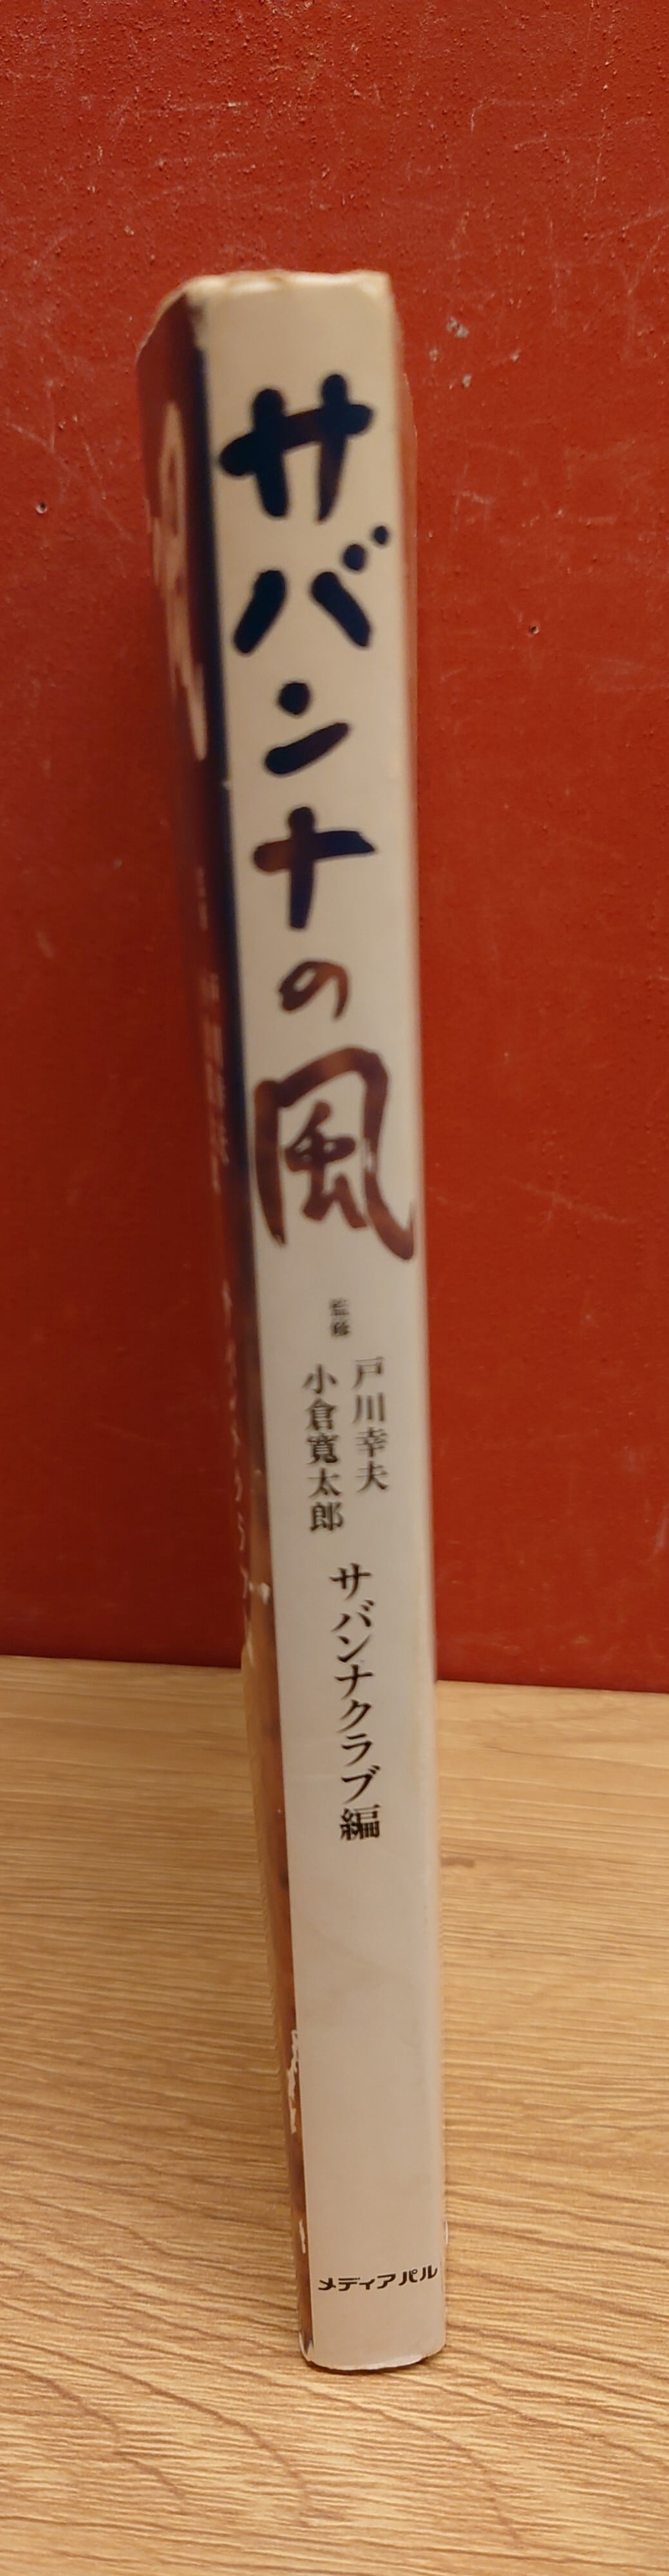 サバンナの風
監修
戸川幸夫
小倉寛太郎
サバンナクラブ編
メディアパル